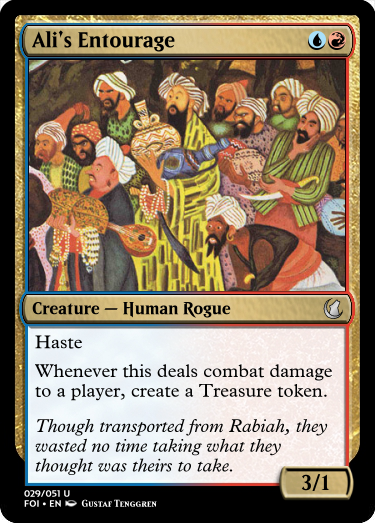 Ali's Entourage
Creature — Human Rogue
Haste
Whenever this deals combat damage
to a player, create a Treasure token.
Though transported from Rabiah, they
wasted no time taking what they
thought was theirs to take.
3/1
029/051 U
FOI • EN Gustaf Tenggren